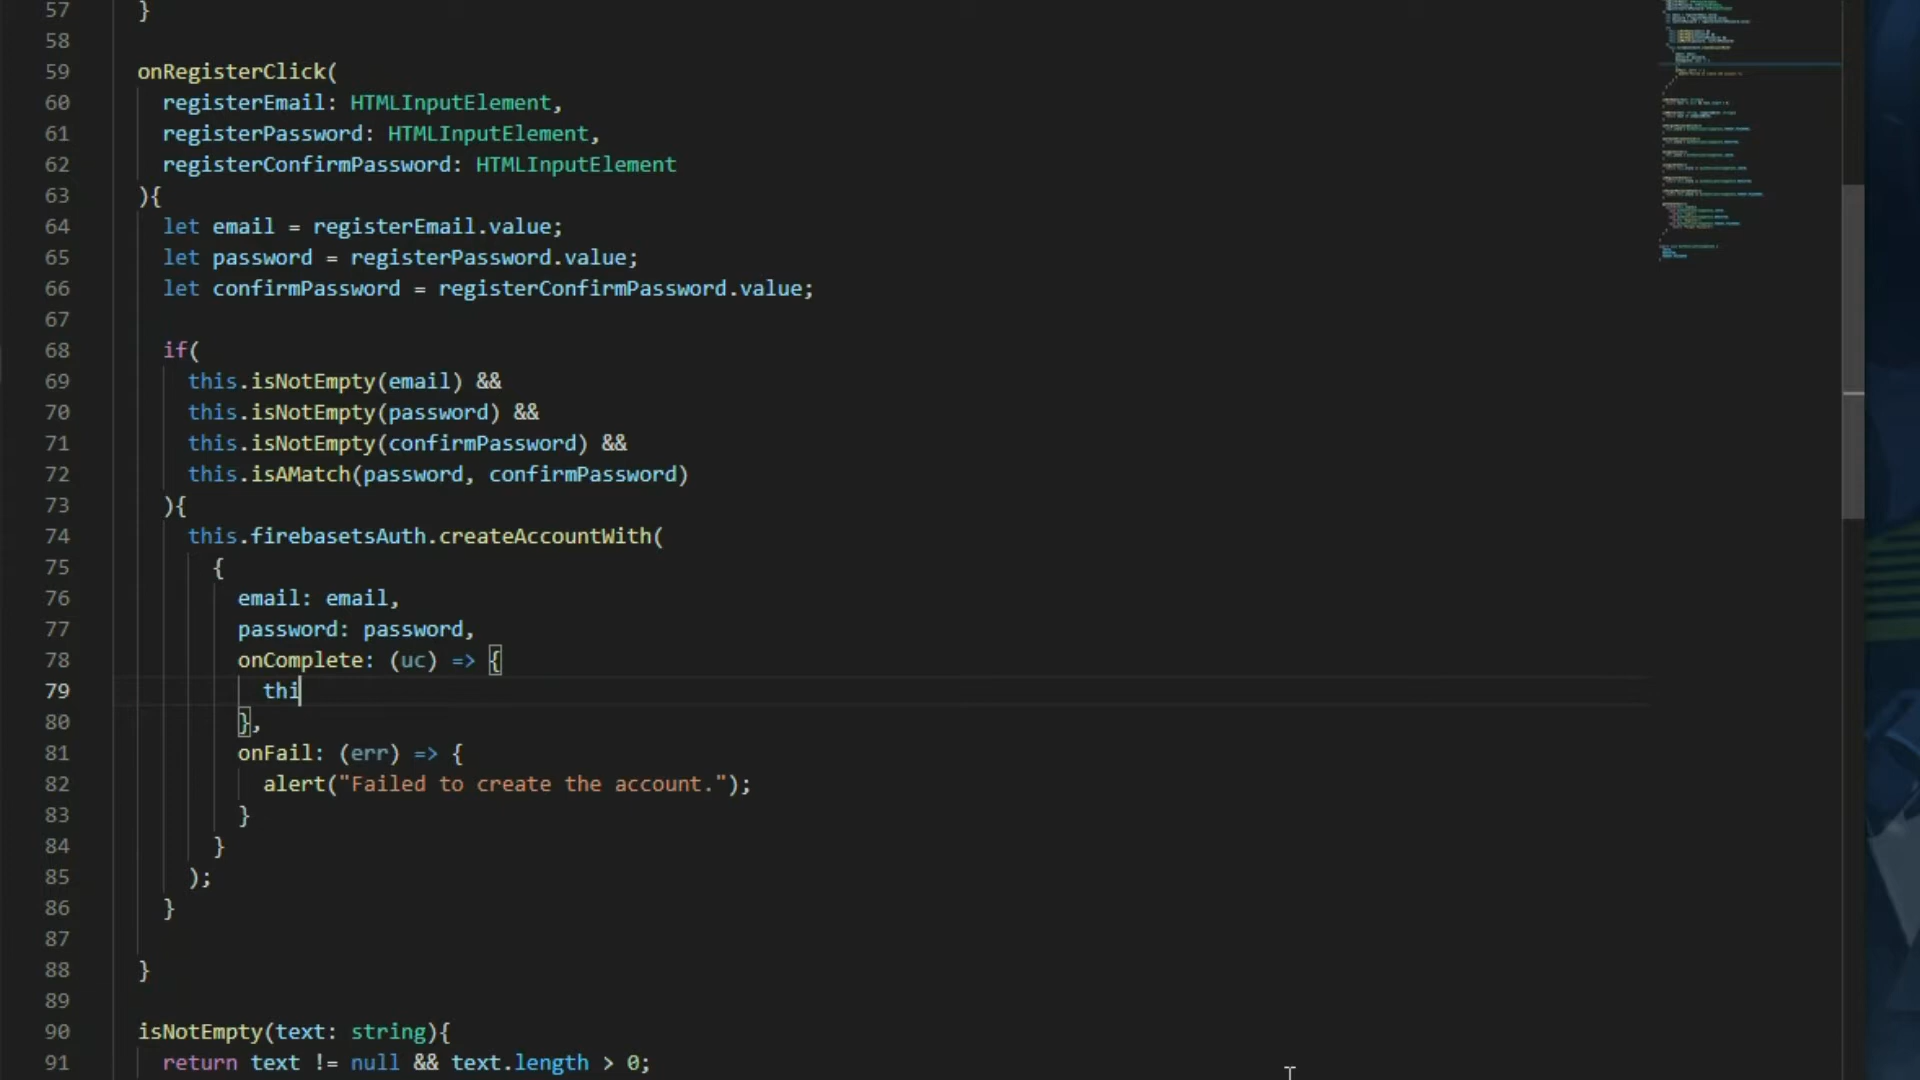 57 }
58
59 onRegisterClick(
60 registerEmail: HTMLInputElement,
61 registerPassword: HTMLInputElement,
62 registerConfirmPassword: HTMLInputElement
63 ){
64 let email = registerEmail.value;
65 let password = registerPassword.value;
66 let confirmPassword = registerConfirmPassword.value;
67
68 if(
69 this.isNotEmpty(email) &&
70 this.isNotEmpty(password) &&
71 this.isNotEmpty(confirmPassword) &&
72 this.isAMatch(password, confirmPassword)
73 ){
74 this.firebasetsAuth.createAccountWith(
75 {
76 email: email,
77 password: password,
78 onComplete: (uc) => {
79 thi
80 },
81 onFail: (err) => {
82 alert("Failed to create the account.");
83 }
84 }
85 );
86 }
87
88 }
89
90 isNotEmpty(text: string){
91 return text != null && text.length > 0;